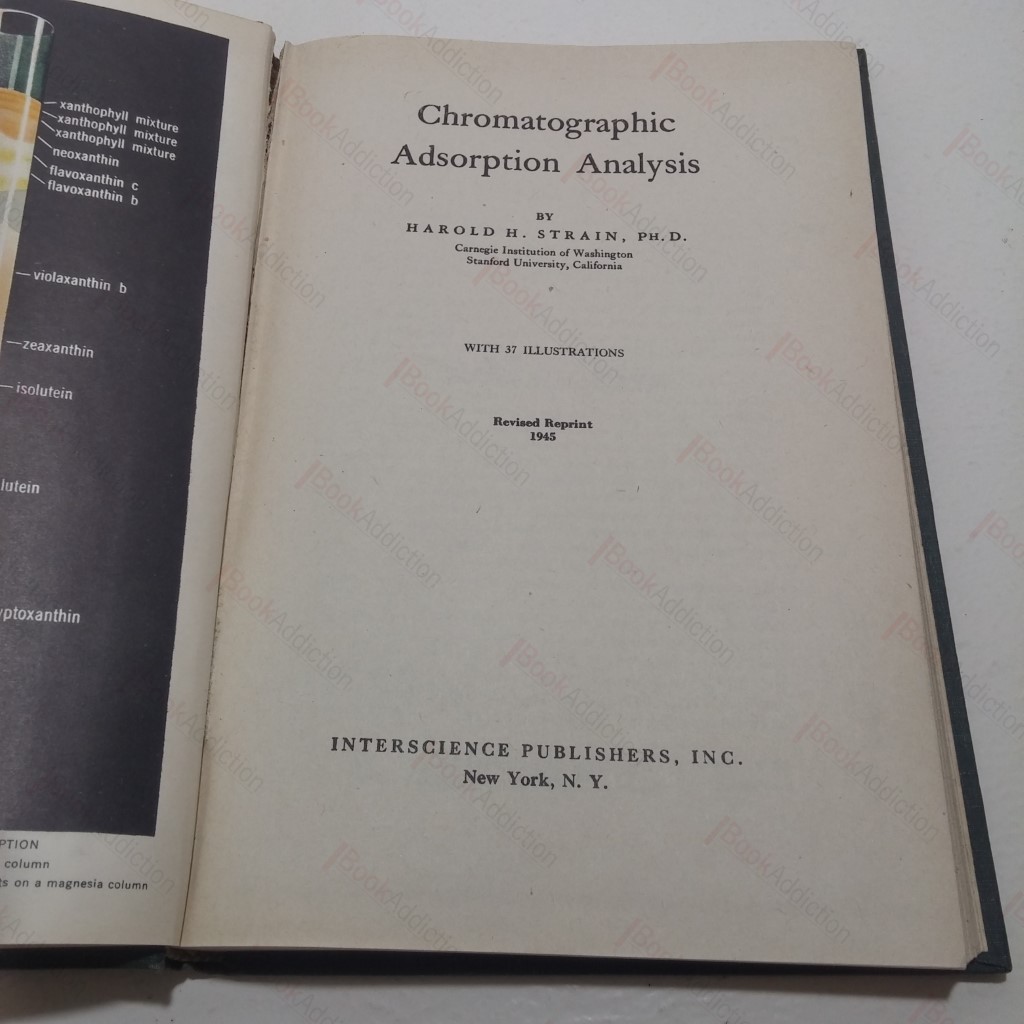 xanthophyll mixture
xanthophyll mixture
xanthophyll mixture
neoxanthin
flavoxanthin c
flavoxanthin b
violaxanthin b
zeaxanthin
isolutein
lutein
column
on a magnesia column
Chromatographic
Adsorption Analysis
BY
HAROLD H. STRAIN, PH.D.
Carnegie Institution of Washington
Stanford University, California
WITH 37 ILLUSTRATIONS
Revised Reprint
1945
INTERSCIENCE PUBLISHERS, INC.
New York, N. Y.
BookAddiction